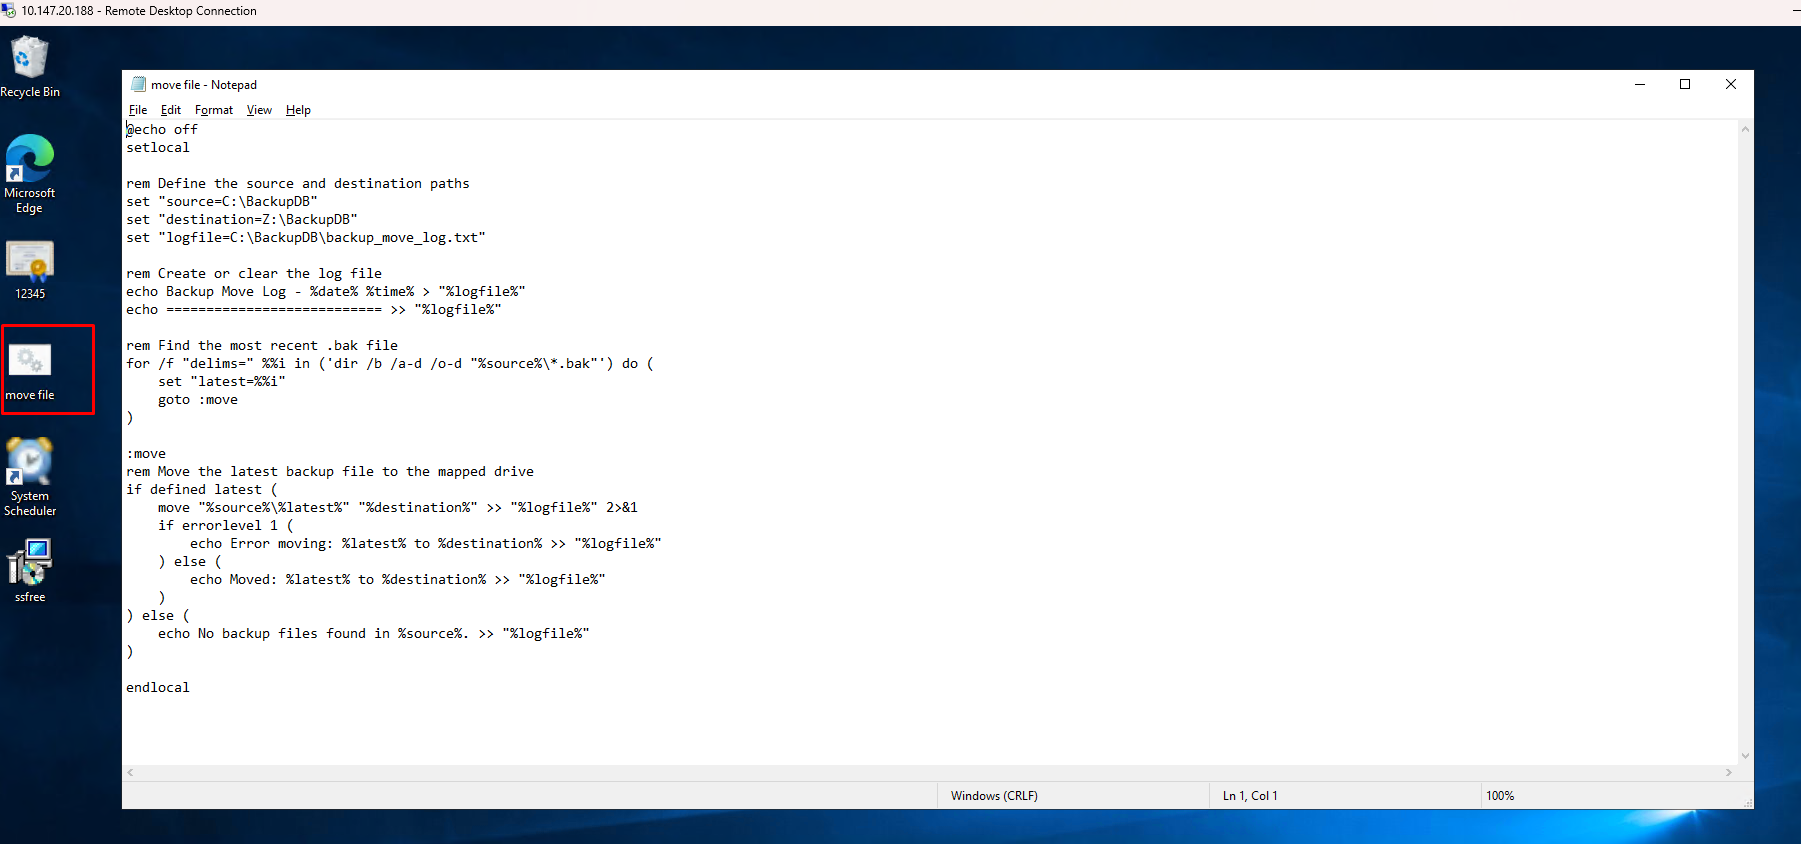 10.147.20.188 - Remote Desktop Connection
Recycle Bin
Microsoft
Edge
12345
move file
System
Scheduler
ssfree
move file - Notepad
File Edit Format View Help
@echo off
setlocal
rem Define the source and destination paths
set "source=C:\BackupDB"
set "destination=Z:\BackupDB"
set "logfile=C:\BackupDB\backup_move_log.txt"
rem Create or clear the log file
echo Backup Move Log - %date% %time% > "%logfile%"
echo =========================== >> "%logfile%"
rem Find the most recent .bak file
for /f "delims=" %%i in ('dir /b /a-d /o-d "%source%\*.bak"') do (
    set "latest=%%i"
    goto :move
)
:move
rem Move the latest backup file to the mapped drive
if defined latest (
    move "%source%\%latest%" "%destination%" >> "%logfile%" 2>&1
    if errorlevel 1 (
        echo Error moving: %latest% to %destination% >> "%logfile%"
    ) else (
        echo Moved: %latest% to %destination% >> "%logfile%"
    )
) else (
    echo No backup files found in %source%. >> "%logfile%"
)
endlocal
Windows (CRLF) Ln 1, Col 1 100%